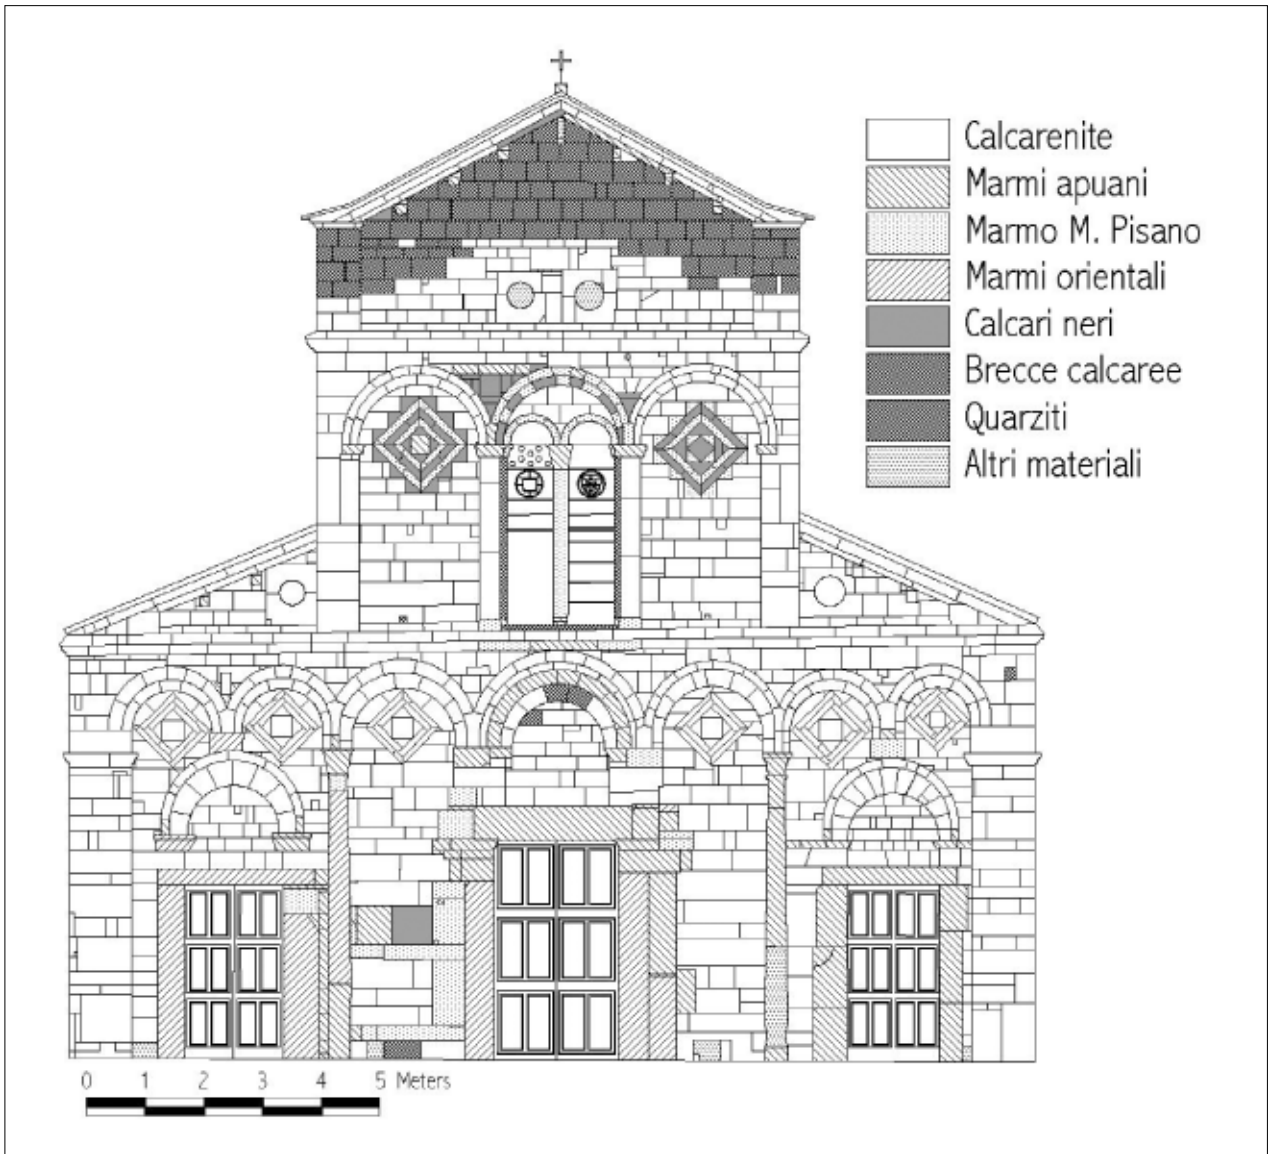 Calcarenite
Marmi apuani
Marmo M. Pisano
Marmi orientali
Calcari neri
Brecce calcaree
Quarziti
Altri materiali
0 1 2 3 4 5 Meters